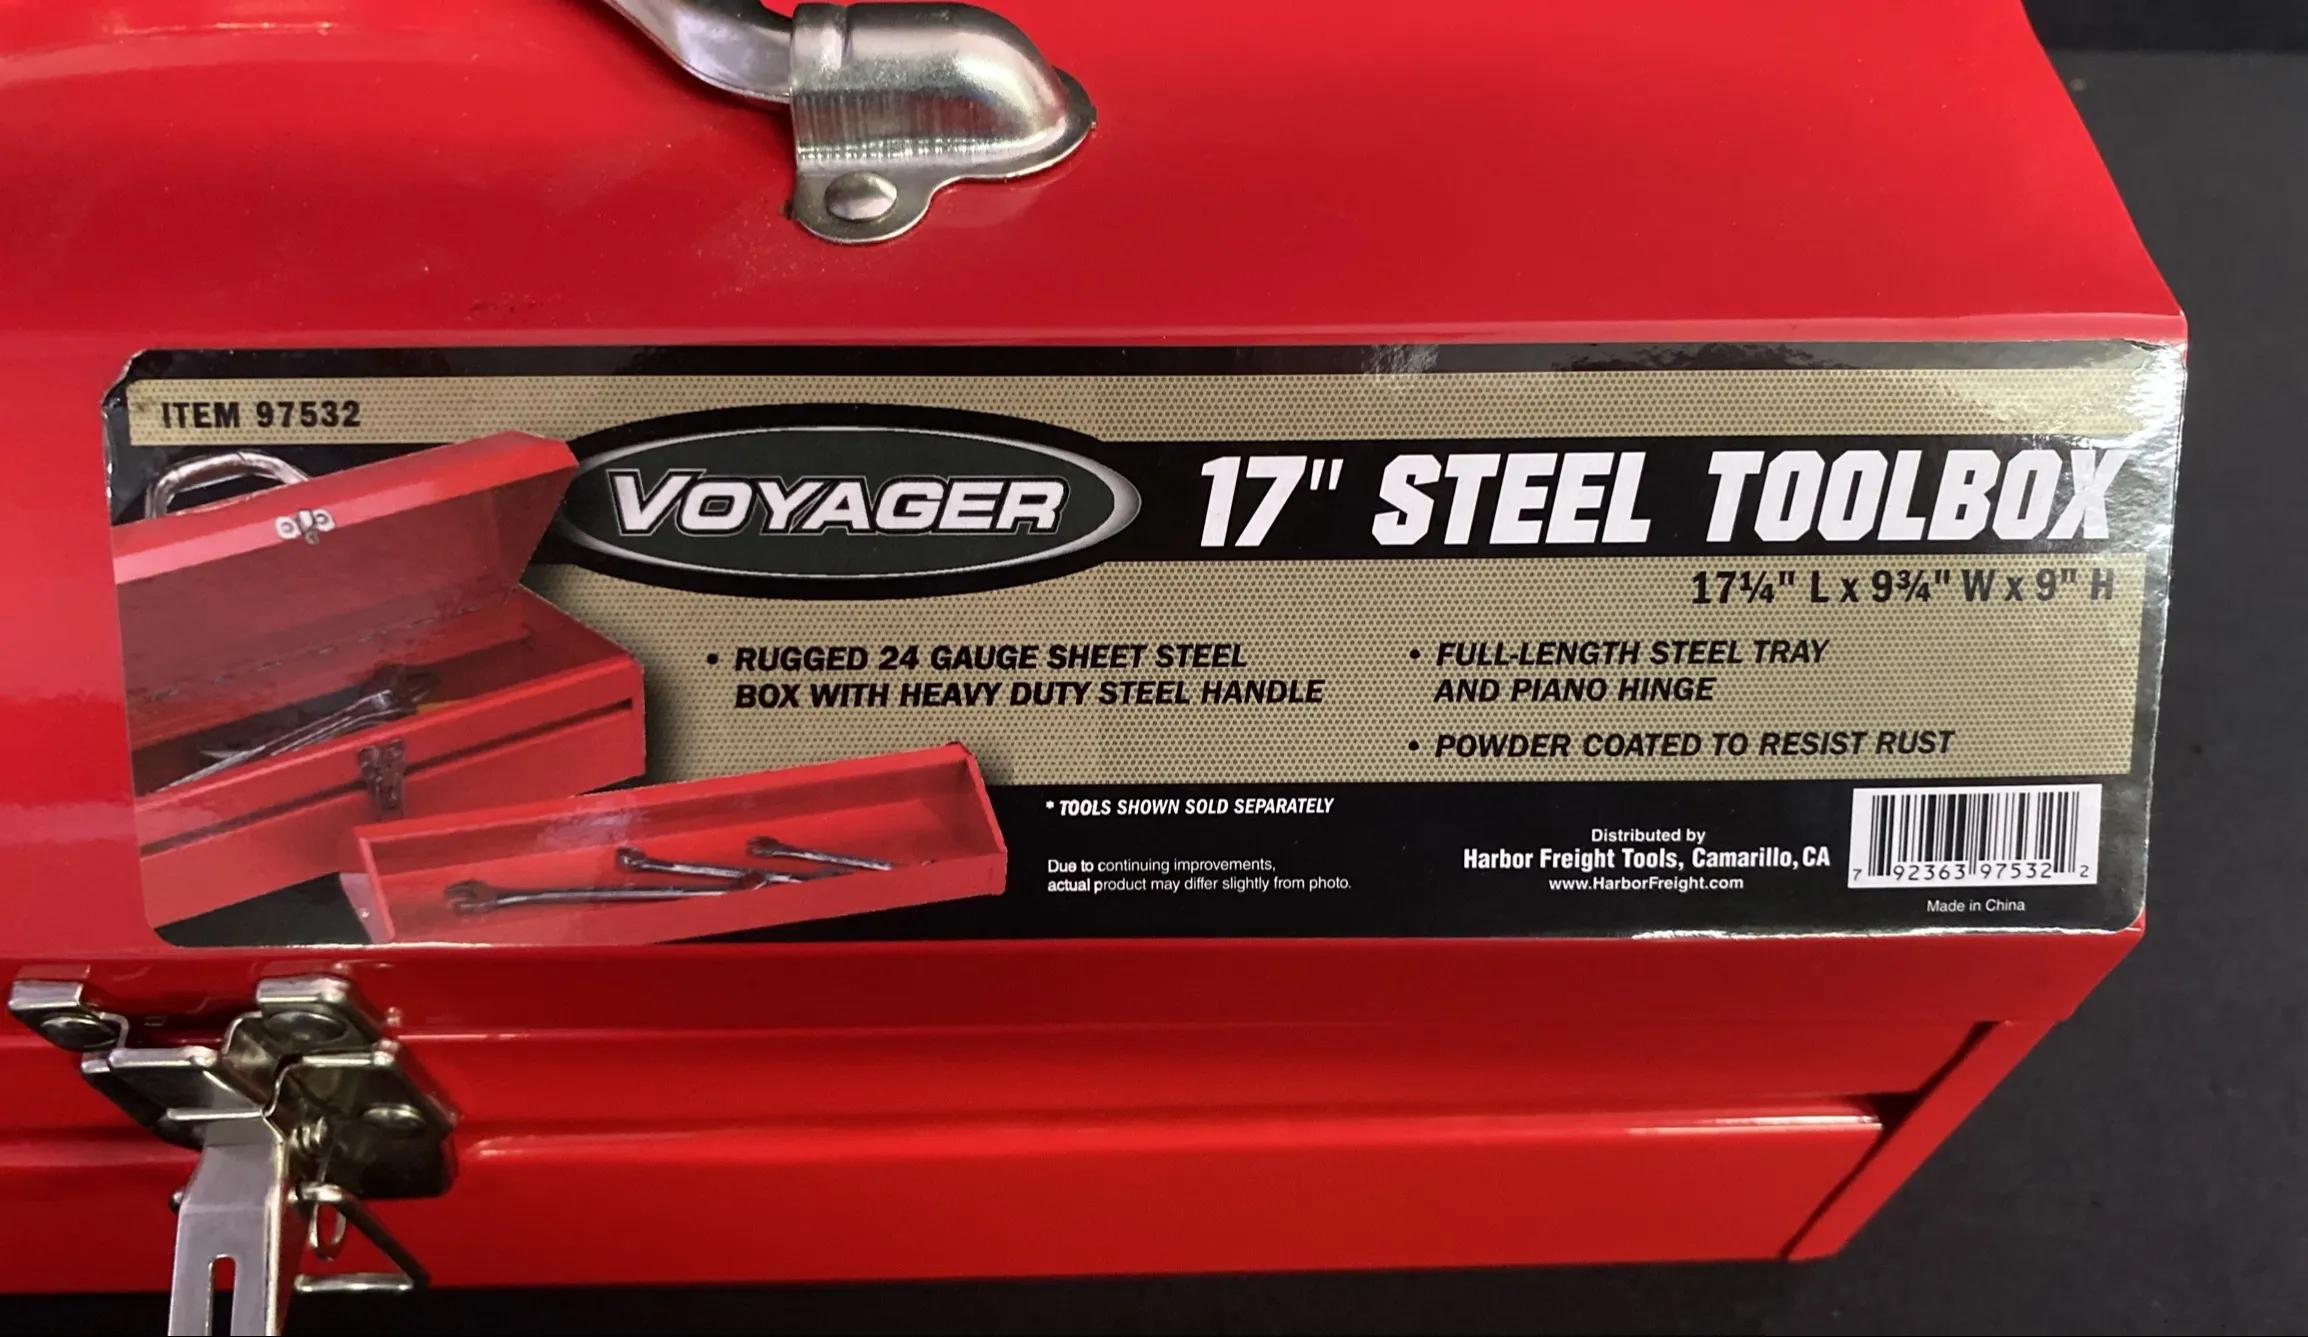 ITEM 97532
VOYAGER
17" STEEL TOOLBOX
17¼" L x 9¾" W x 9" H
• RUGGED 24 GAUGE SHEET STEEL
BOX WITH HEAVY DUTY STEEL HANDLE
• FULL-LENGTH STEEL TRAY
AND PIANO HINGE
• POWDER COATED TO RESIST RUST
* TOOLS SHOWN SOLD SEPARATELY
Due to continuing improvements,
actual product may differ slightly from photo.
Distributed by
Harbor Freight Tools, Camarillo, CA
www.HarborFreight.com
7 92363 97532 2
Made in China